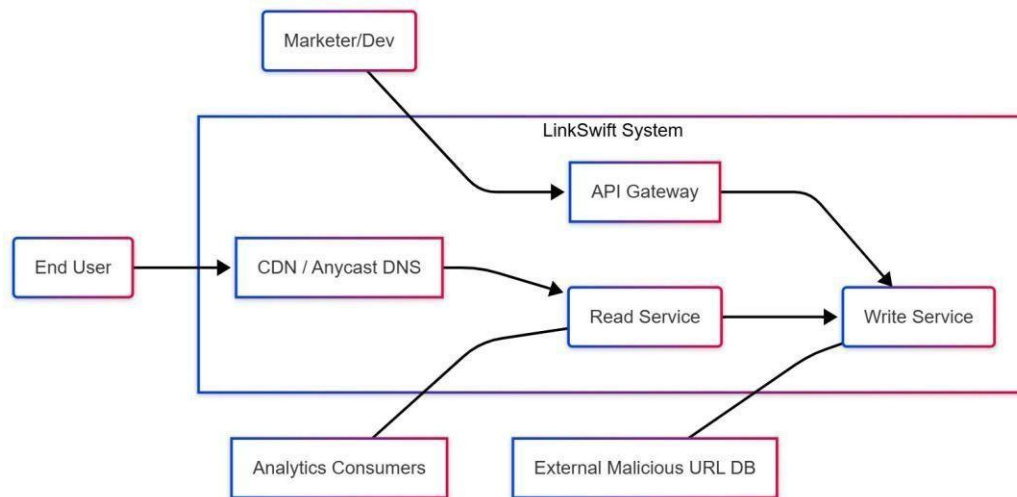 Marketer/Dev
LinkSwift System
API Gateway
End User
CDN / Anycast DNS
Read Service
Write Service
Analytics Consumers
External Malicious URL DB